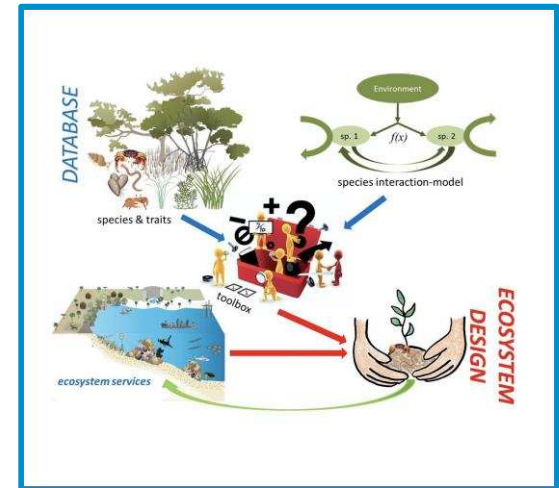 DATABASE
species & traits
Environment
sp. 1
f(x)
sp. 2
species interaction-model
toolbox
ecosystem services
ECOSYSTEM
DESIGN